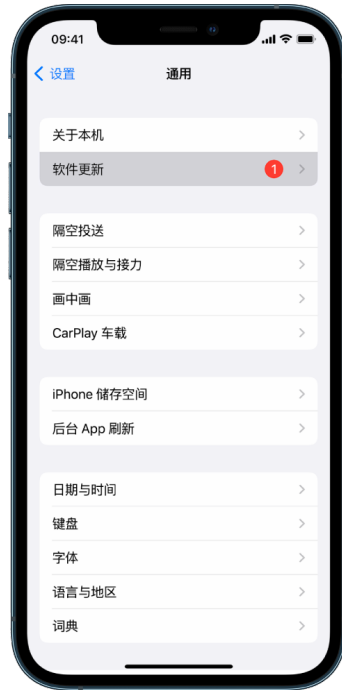 09:41
设置
通用
关于本机
软件更新
1
隔空投送
隔空播放与接力
画中画
CarPlay 车载
iPhone 储存空间
后台 App 刷新
日期与时间
键盘
字体
语言与地区
词典